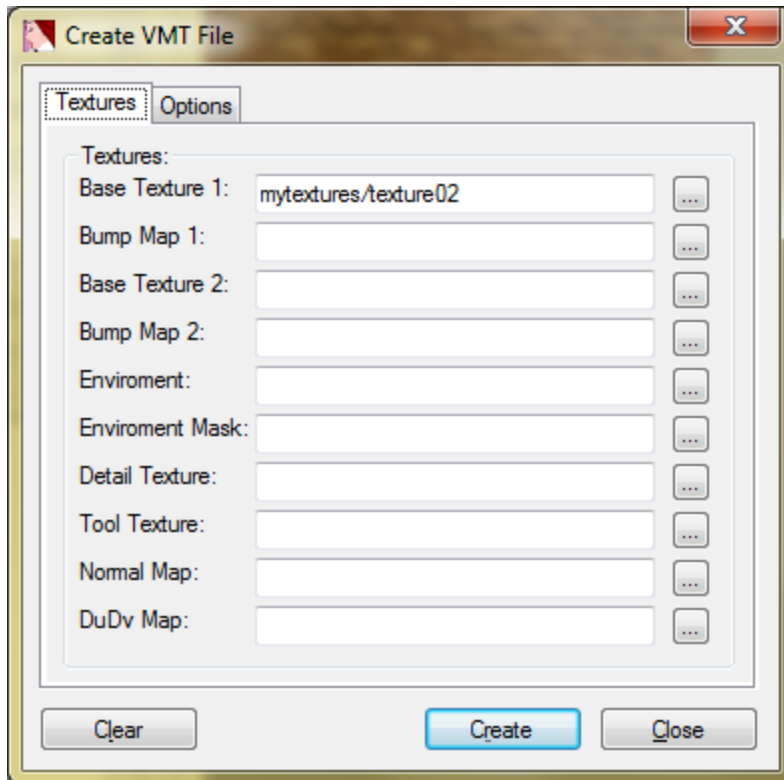 Create VMT File
Textures
Options
Textures:
Base Texture 1:
mytextures/texture02
...
Bump Map 1:
...
Base Texture 2:
...
Bump Map 2:
...
Enviroment:
...
Enviroment Mask:
...
Detail Texture:
...
Tool Texture:
...
Normal Map:
...
DuDv Map:
...
Clear
Create
Close